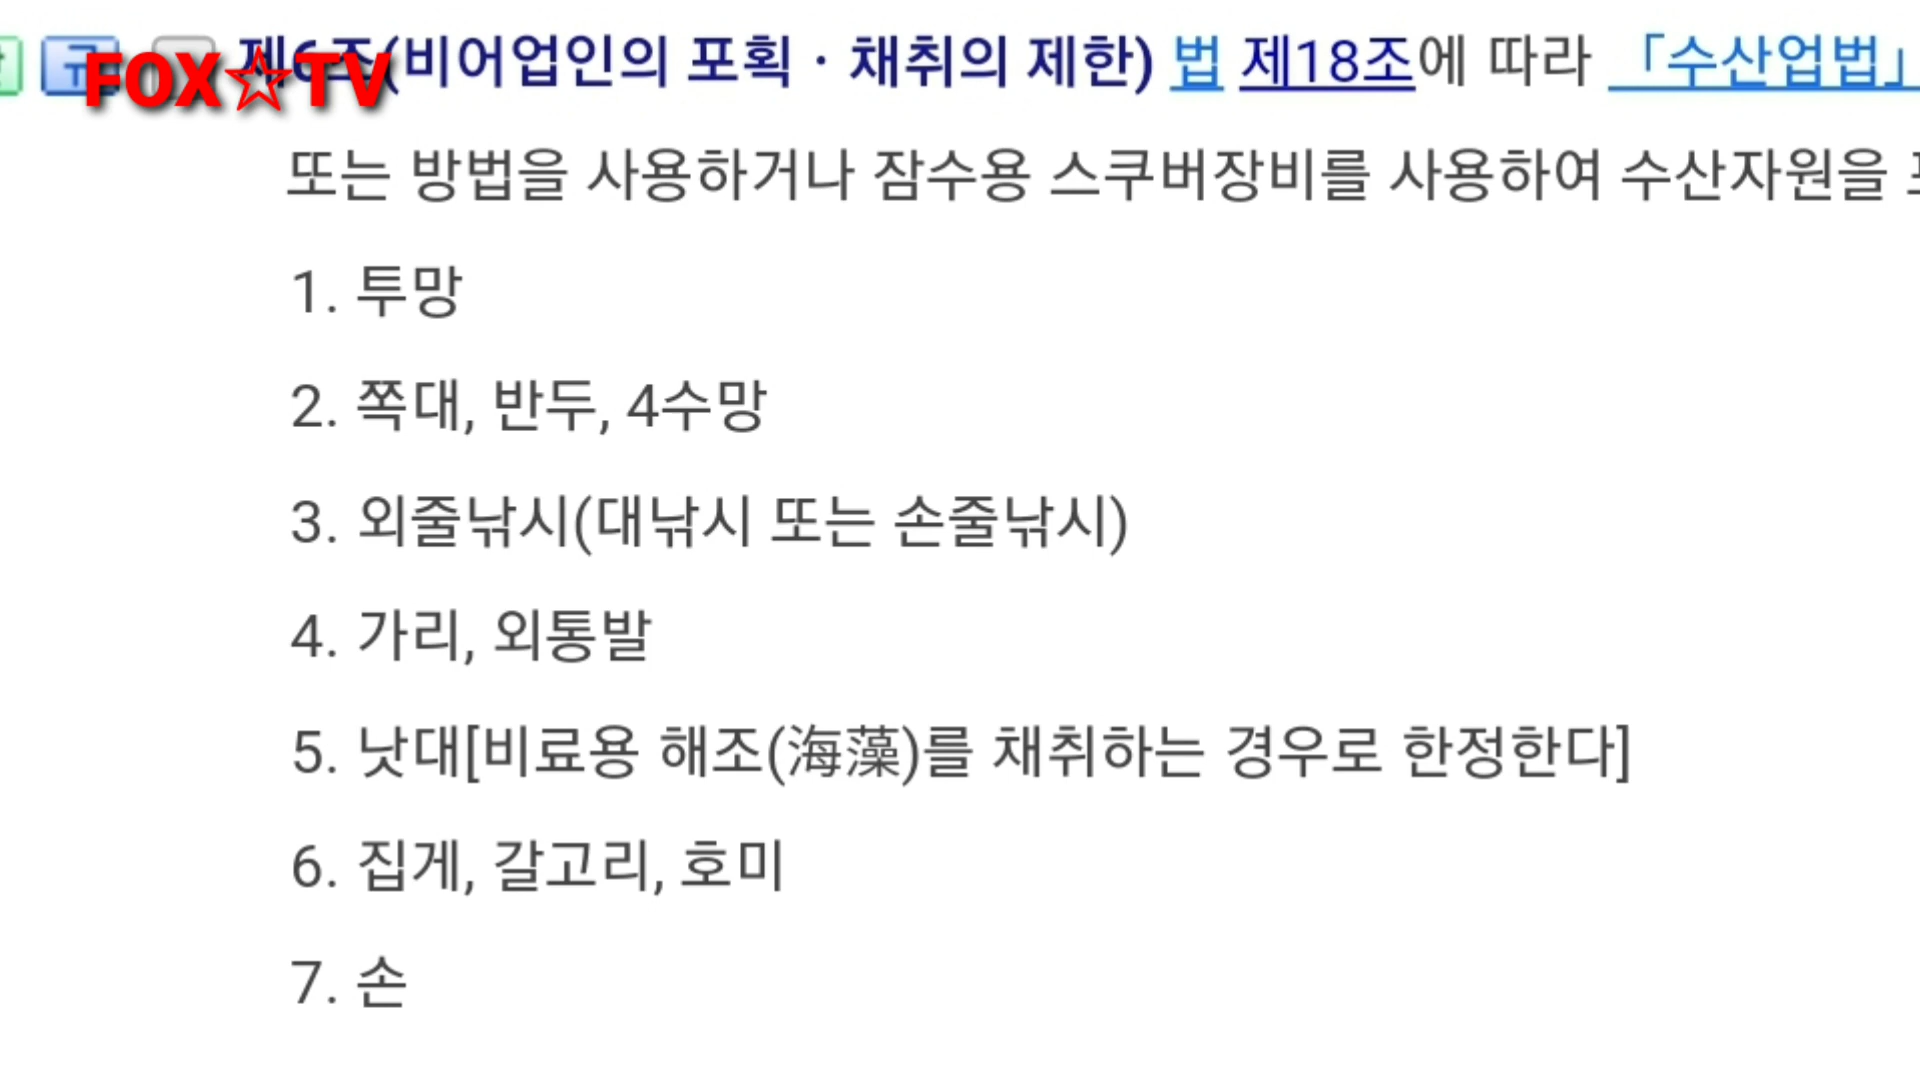 제6조(비어업인의 포획ㆍ채취의 제한) 법 제18조에 따라 「수산업법」
FOX☆TV
또는 방법을 사용하거나 잠수용 스쿠버장비를 사용하여 수산자원을
1. 투망
2. 쪽대, 반두, 4수망
3. 외줄낚시(대낚시 또는 손줄낚시)
4. 가리, 외통발
5. 낫대[비료용 해조(海藻)를 채취하는 경우로 한정한다]
6. 집게, 갈고리, 호미
7. 손